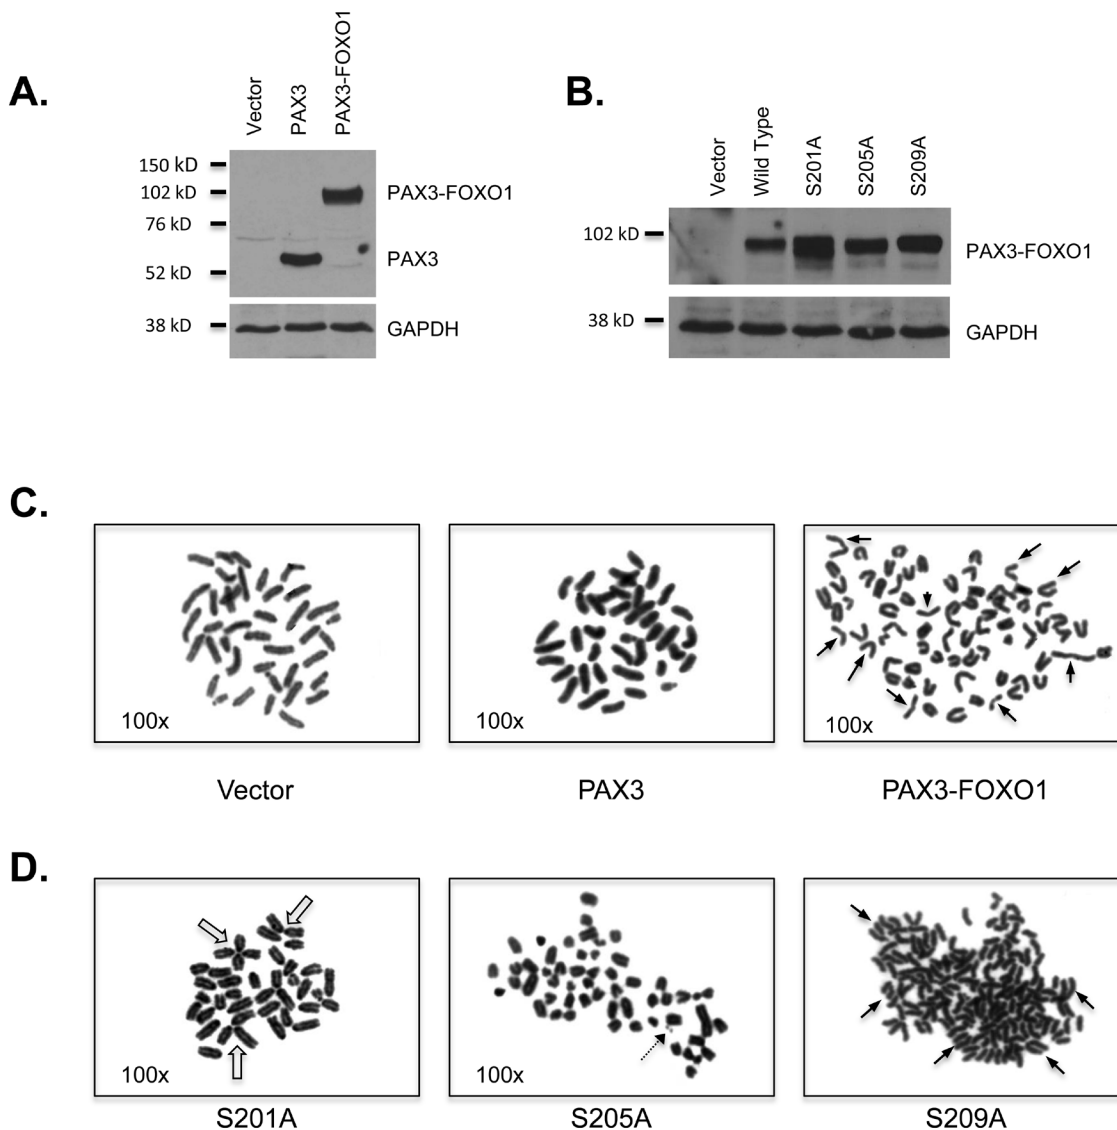 A.
Vector
PAX3
PAX3-FOXO1
150 kD
102 kD
76 kD
52 kD
38 kD
PAX3-FOXO1
PAX3
GAPDH
B.
Vector
Wild Type
S201A
S205A
S209A
102 kD
38 kD
PAX3-FOXO1
GAPDH
C.
100x
100x
100x
Vector
PAX3
PAX3-FOXO1
D.
100x
100x
100x
S201A
S205A
S209A